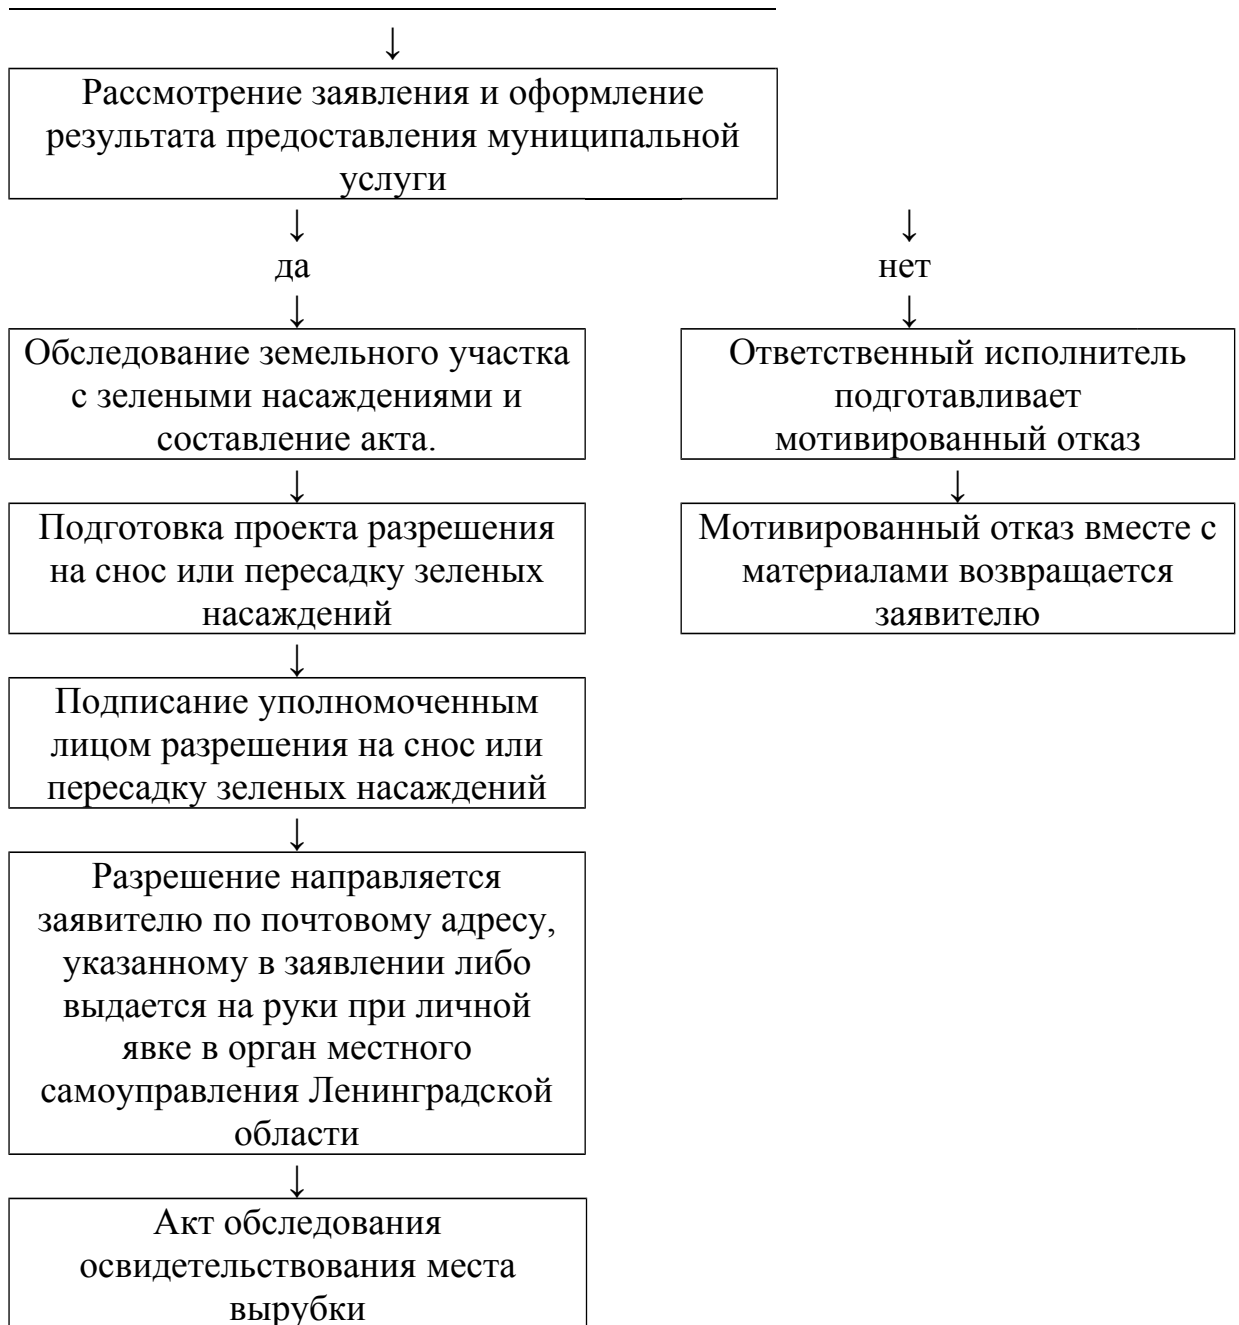 ↓
Рассмотрение заявления и оформление
результата предоставления муниципальной
услуги
↓ ↓
да нет
↓ ↓
Обследование земельного участка
с зелеными насаждениями и
составление акта.
Ответственный исполнитель
подготавливает
мотивированный отказ
↓ ↓
Подготовка проекта разрешения
на снос или пересадку зеленых
насаждений
Мотивированный отказ вместе с
материалами возвращается
заявителю
↓
Подписание уполномоченным
лицом разрешения на снос или
пересадку зеленых насаждений
↓
Разрешение направляется
заявителю по почтовому адресу,
указанному в заявлении либо
выдается на руки при личной
явке в орган местного
самоуправления Ленинградской
области
↓
Акт обследования
освидетельствования места
вырубки